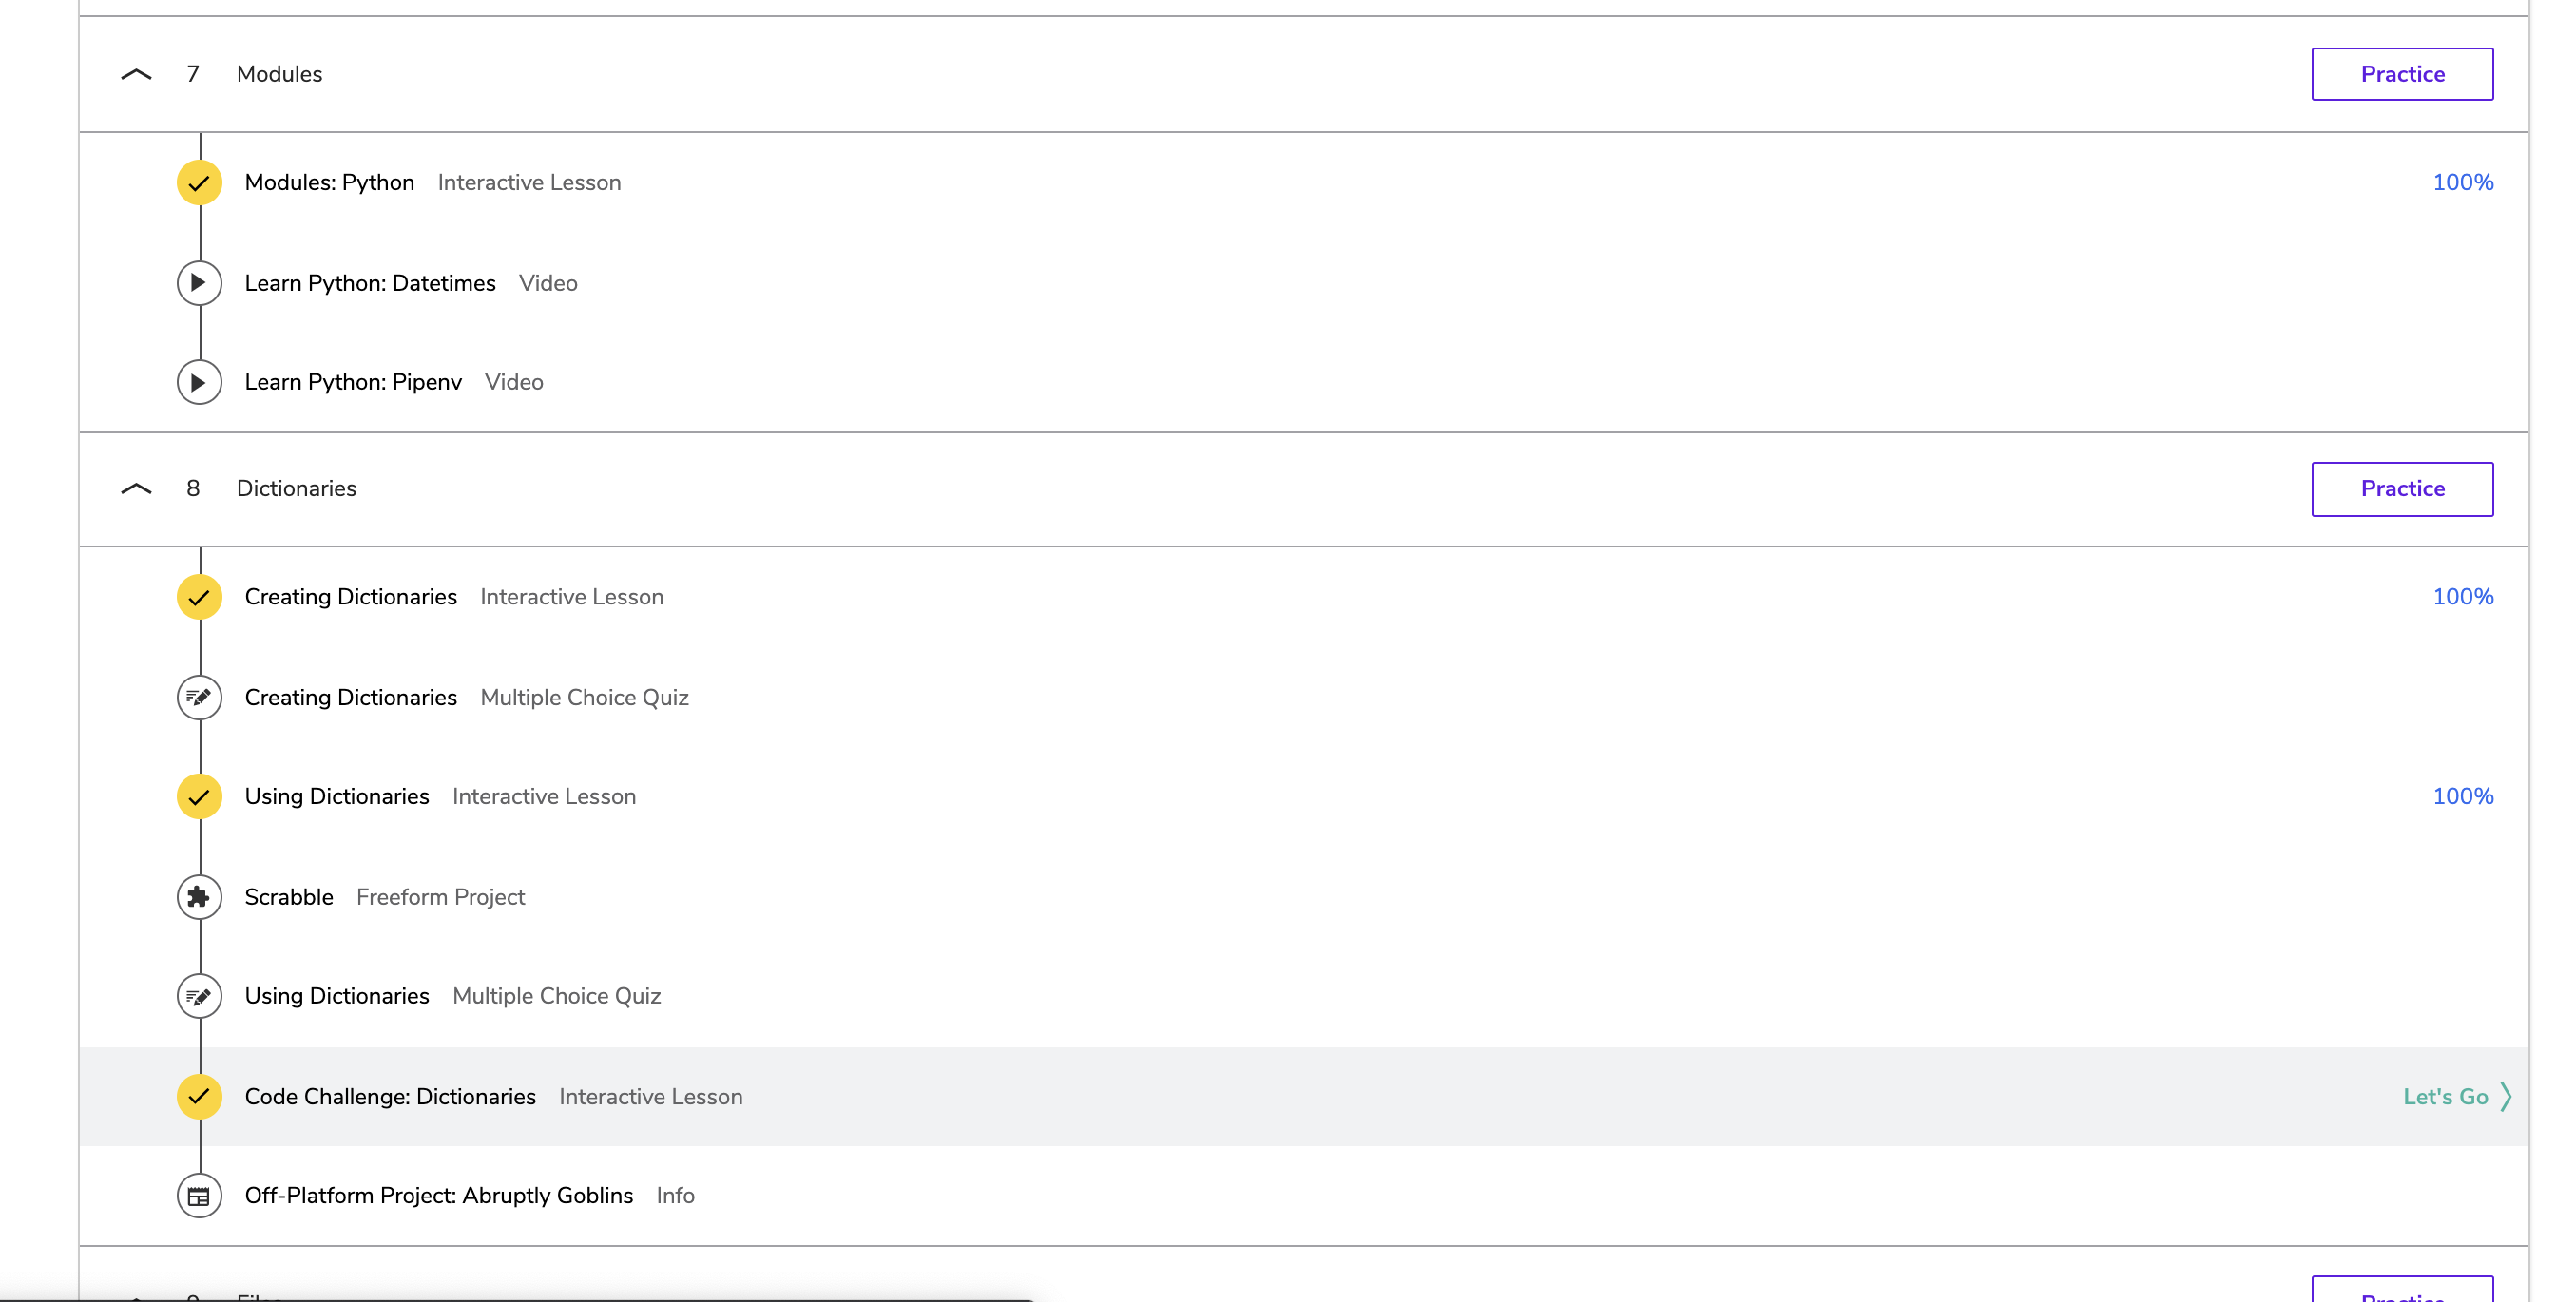 7 Modules Practice
Modules: Python Interactive Lesson 100%
Learn Python: Datetimes Video
Learn Python: Pipenv Video
8 Dictionaries Practice
Creating Dictionaries Interactive Lesson 100%
Creating Dictionaries Multiple Choice Quiz
Using Dictionaries Interactive Lesson 100%
Scrabble Freeform Project
Using Dictionaries Multiple Choice Quiz
Code Challenge: Dictionaries Interactive Lesson Let's Go
Off-Platform Project: Abruptly Goblins Info
9 Files Practice